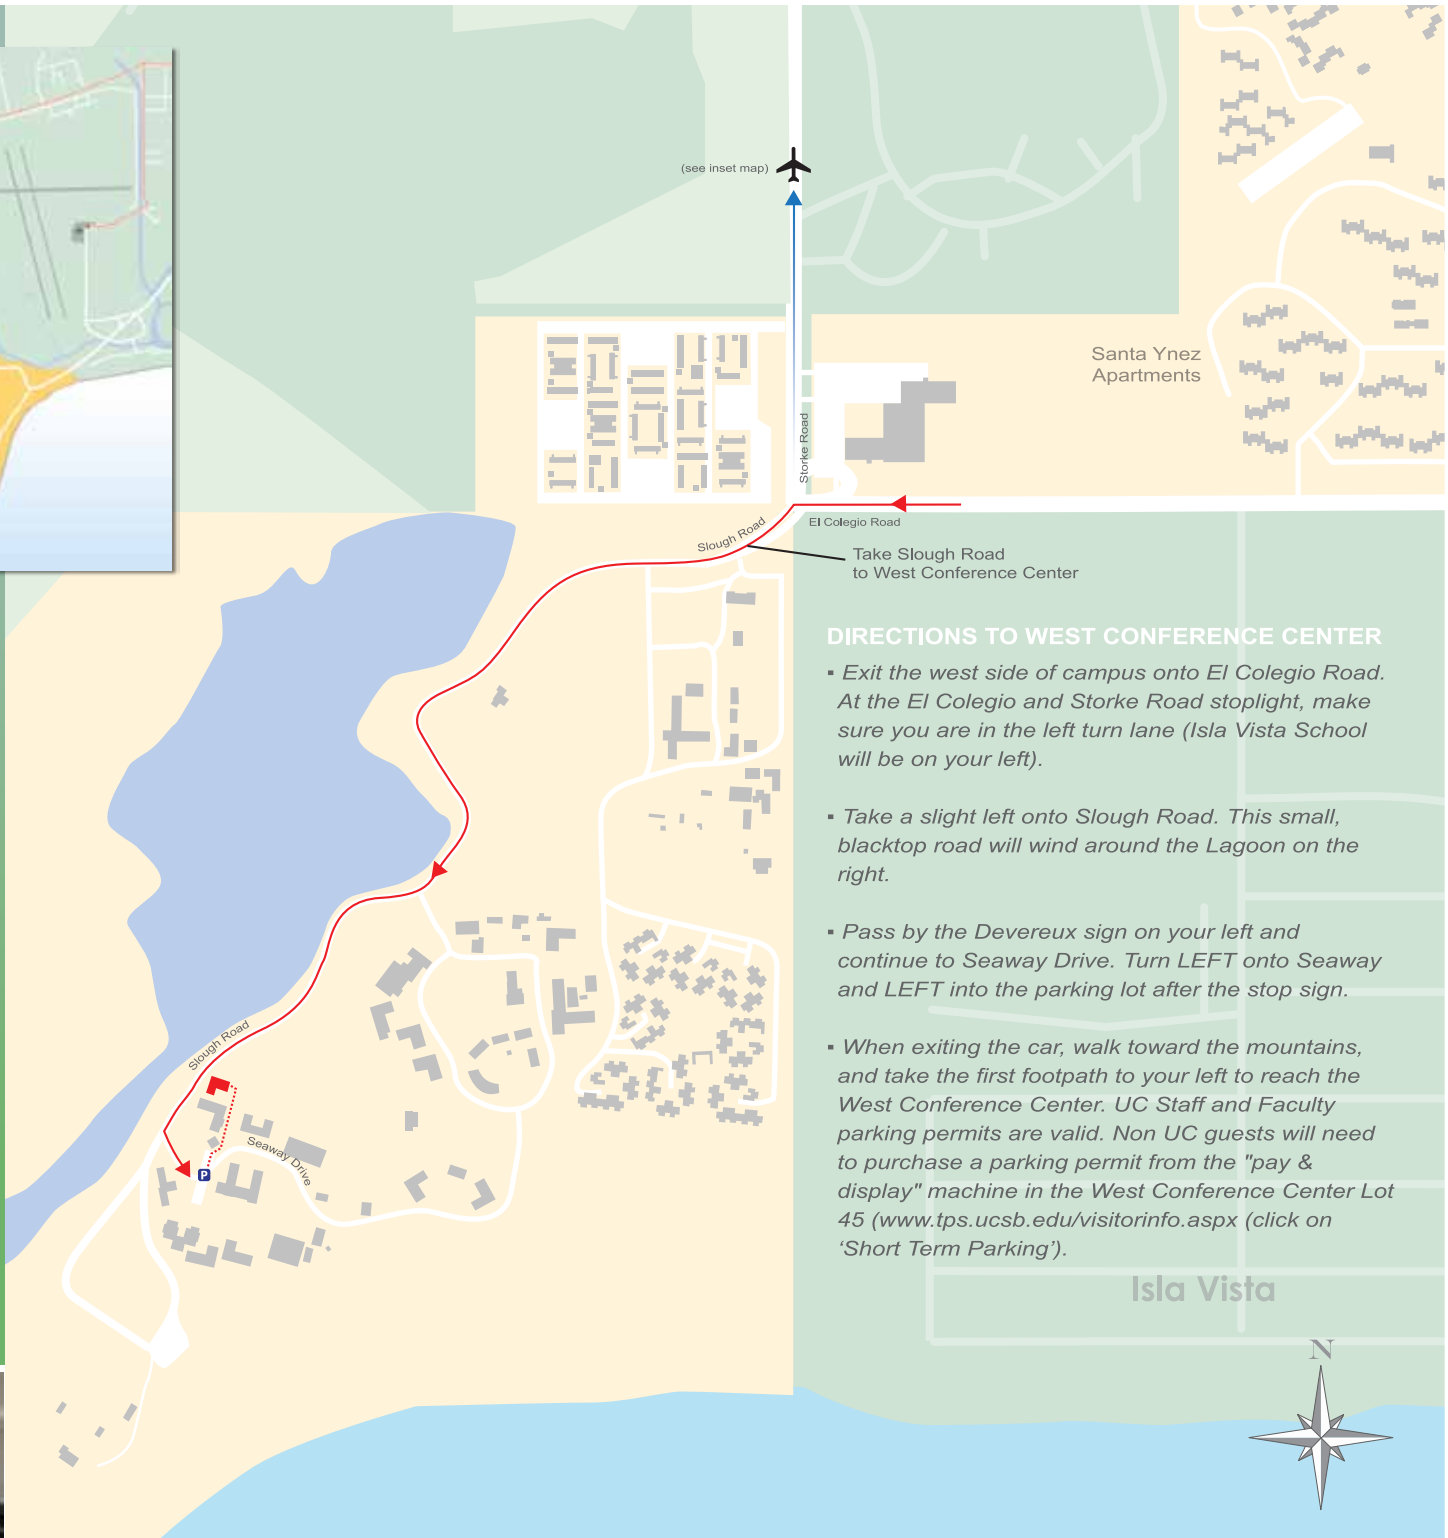 (see inset map)
Santa Ynez
Apartments
Storke Road
El Colegio Road
Slough Road
Take Slough Road
to West Conference Center
DIRECTIONS TO WEST CONFERENCE CENTER
▪ Exit the west side of campus onto El Colegio Road.
At the El Colegio and Storke Road stoplight, make
sure you are in the left turn lane (Isla Vista School
will be on your left).
▪ Take a slight left onto Slough Road. This small,
blacktop road will wind around the Lagoon on the
right.
▪ Pass by the Devereux sign on your left and
continue to Seaway Drive. Turn LEFT onto Seaway
and LEFT into the parking lot after the stop sign.
▪ When exiting the car, walk toward the mountains,
and take the first footpath to your left to reach the
West Conference Center. UC Staff and Faculty
parking permits are valid. Non UC guests will need
to purchase a parking permit from the "pay &
display" machine in the West Conference Center Lot
45 (www.tps.ucsb.edu/visitorinfo.aspx (click on
‘Short Term Parking’).
Slough Road
Seaway Drive
P
Isla Vista
N